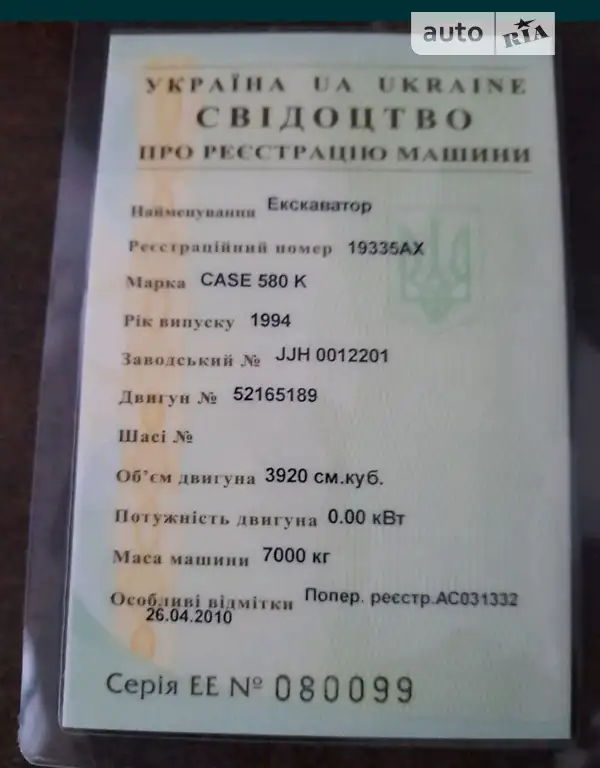 auto RIA
УКРАЇНА UA UKRAINE
СВІДОЦТВО
ПРО РЕЄСТРАЦІЮ МАШИНИ
Найменування Екскаватор
Реєстраційний номер 19335АХ
Марка CASE 580 K
Рік випуску 1994
Заводський № JJH 0012201
Двигун № 52165189
Шасі №
Об'єм двигуна 3920 см.куб.
Потужність двигуна 0.00 кВт
Маса машини 7000 кг
Особливі відмітки Попер. реєстр.АС031332
26.04.2010
Серія ЕЕ № 080099